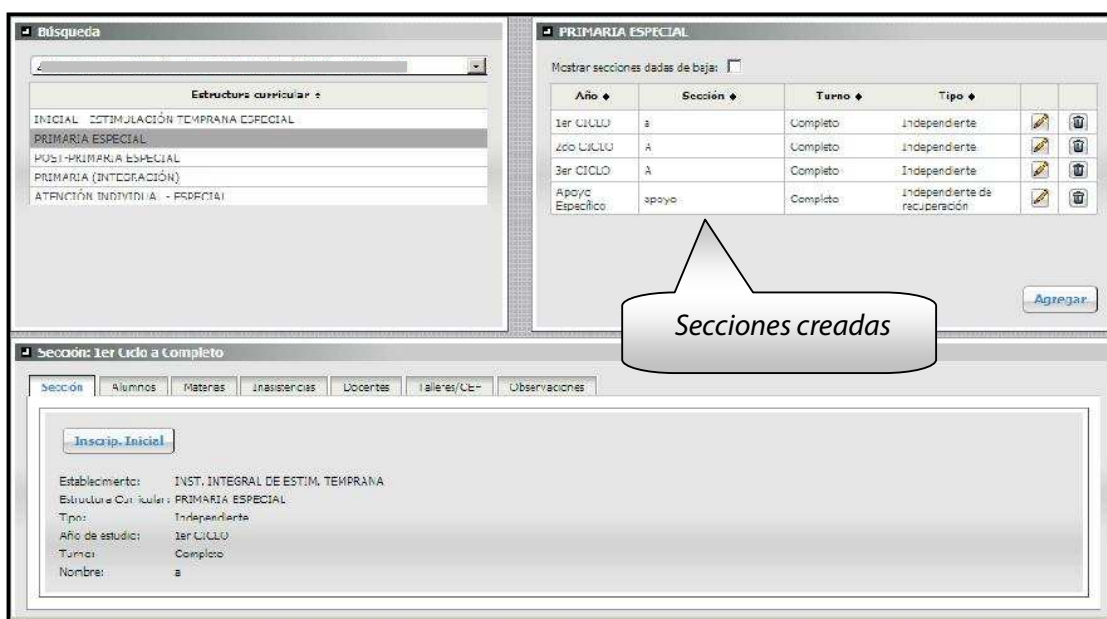 Búsqueda
Estructura curricular
INICIAL - ESTIMULACIÓN TEMPRANA ESPECIAL
PRIMARIA ESPECIAL
POST-PRIMARIA ESPECIAL
PRIMARIA (INTEGRACIÓN)
ATENCIÓN INDIVIDUAL - ESPECIAL
PRIMARIA ESPECIAL
Mostrar secciones dadas de baja:
Año Sección Turno Tipo
1er CICLO a Completo Independiente
2do CICLO A Completo Independiente
3er CICLO A Completo Independiente
Apoyo Específico apoyo Completo Independiente de recuperación
Agregar
Secciones creadas
Sección: 1er Ciclo a Completo
Sección Alumnos Materias Inasistencias Docentes Talleres/CEF Observaciones
Inscrip. Inicial
Establecimiento: INST. INTEGRAL DE ESTIM. TEMPRANA
Estructura Curricular: PRIMARIA ESPECIAL
Tipo: Independiente
Año de estudio: 1er CICLO
Turno: Completo
Nombre: a